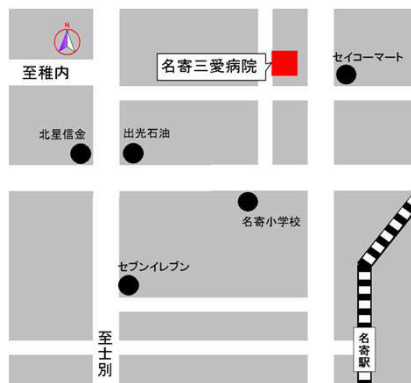 N
至稚内
名寄三愛病院
セイコーマート
北星信金
出光石油
名寄小学校
セブンイレブン
至士別
名寄駅